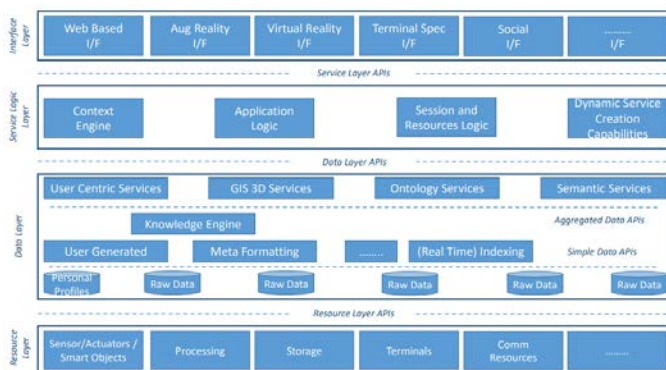 Interface Layer
Web Based I/F
Aug Reality I/F
Virtual Reality I/F
Terminal Spec I/F
Social I/F
......... I/F
Service Layer APIs
Service Logic Layer
Context Engine
Application Logic
Session and Resources Logic
Dynamic Service Creation Capabilities
Data Layer APIs
Data Layer
User Centric Services
GIS 3D Services
Ontology Services
Semantic Services
Aggregated Data APIs
Knowledge Engine
User Generated
Meta Formatting
.........
(Real Time) Indexing
Simple Data APIs
Personal Profiles
Raw Data
Raw Data
Raw Data
Raw Data
Raw Data
Resource Layer APIs
Resource Layer
Sensor/Actuators / Smart Objects
Processing
Storage
Terminals
Comm Resources
.........